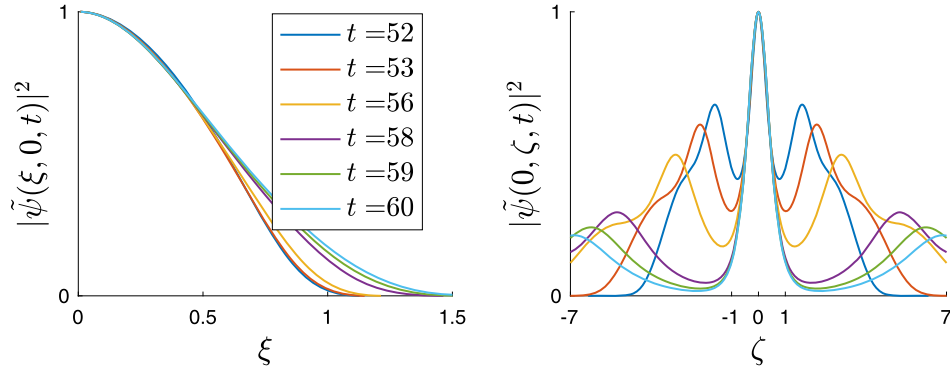 |ψ̃(ξ, 0, t)|²
1
0
0
0.5
1
1.5
ξ
t =52
t =53
t =56
t =58
t =59
t =60
|ψ̃(0, ζ, t)|²
1
0
-7
-1
0
1
7
ζ